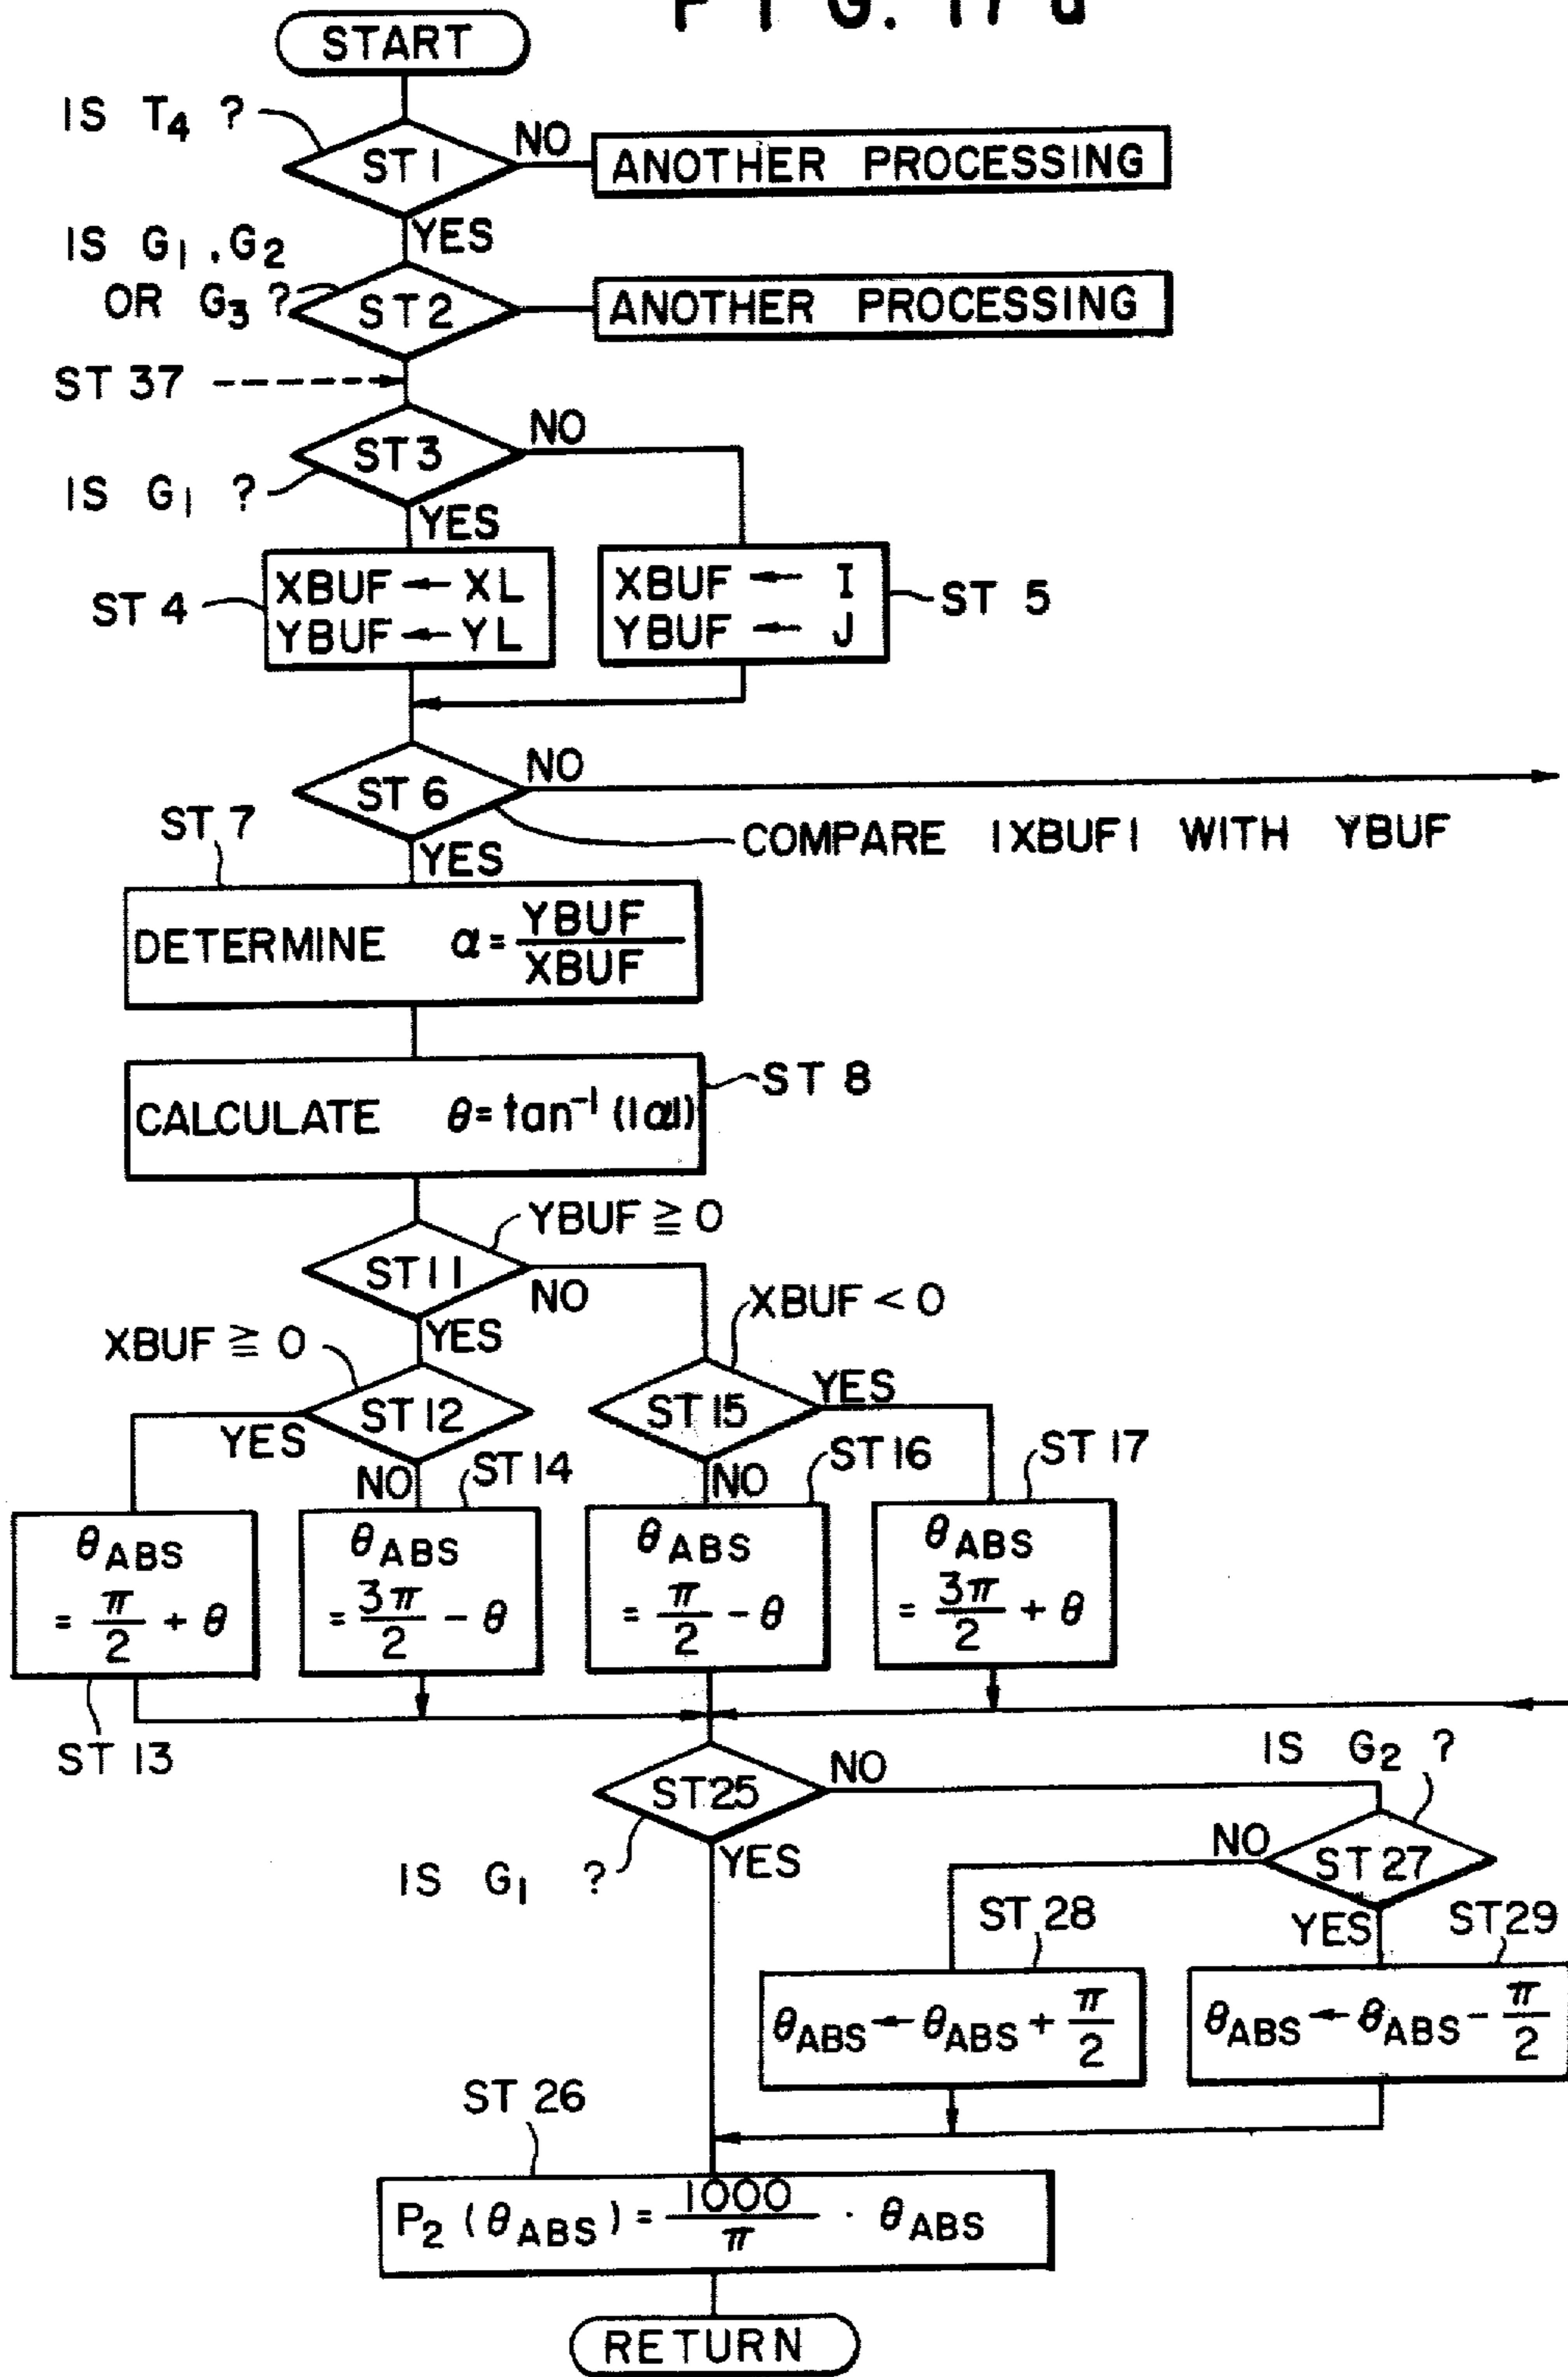 FIG. 17a
START
IS T₄ ?
ST 1
NO
ANOTHER PROCESSING
YES
IS G₁ . G₂
OR G₃ ?
ST 2
ANOTHER PROCESSING
ST 37
ST 3
NO
IS G₁ ?
YES
ST 4
XBUF ← XL
YBUF ← YL
XBUF ← I
YBUF ← J
ST 5
ST 6
NO
COMPARE |XBUF| WITH YBUF
YES
ST 7
DETERMINE α = YBUF / XBUF
CALCULATE θ = tan⁻¹ (|α|)
ST 8
YBUF ≧ 0
ST 11
NO
YES
XBUF < 0
XBUF ≧ 0
ST 12
YES
NO
ST 14
ST 15
YES
NO
ST 16
ST 17
θABS
= π/2 + θ
θABS
= 3π/2 - θ
θABS
= π/2 - θ
θABS
= 3π/2 + θ
ST 13
ST 25
NO
IS G₂ ?
IS G₁ ?
YES
NO
ST 27
YES
ST 28
ST 29
θABS ← θABS + π/2
θABS ← θABS - π/2
ST 26
P₂ (θABS) = 1000/π · θABS
RETURN